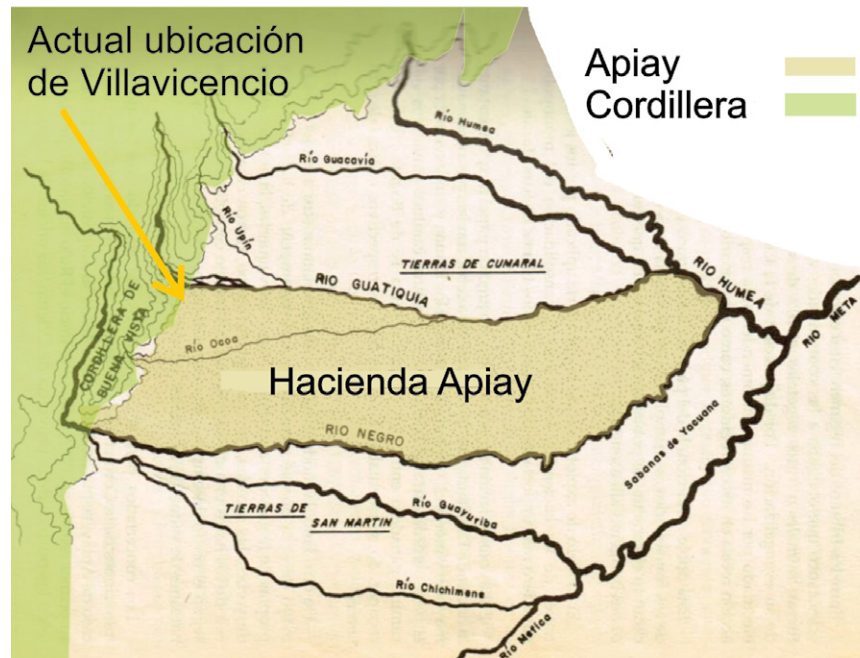 Actual ubicación
de Villavicencio
Apiay
Cordillera
Río Humea
Río Guacavía
Río Upín
TIERRAS DE CUMARAL
RIO GUATIQUIA
RIO HUMEA
RIO META
CORDILLERA DE
BUENA VISTA
Río Ocoa
Hacienda Apiay
RIO NEGRO
Sabanas de Yacuana
TIERRAS DE
SAN MARTIN
Río Guayuriba
Río Chichimene
Río Metica